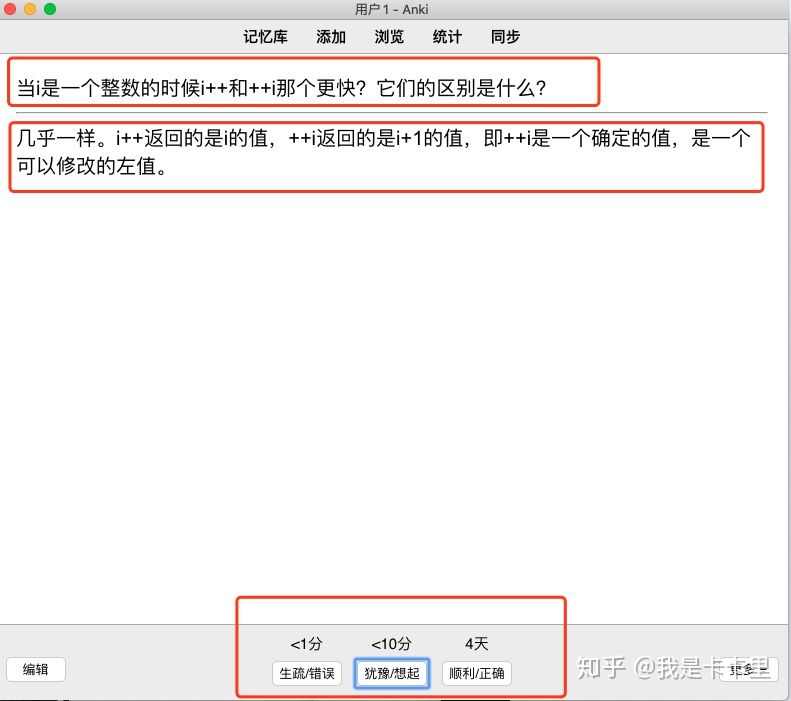 用户1 - Anki
记忆库 添加 浏览 统计 同步
当i是一个整数的时候i++和++i那个更快？它们的区别是什么？
几乎一样。i++返回的是i的值，++i返回的是i+1的值，即++i是一个确定的值，是一个
可以修改的左值。
<1分 <10分 4天
编辑 生疏/错误 犹豫/想起 顺利/正确 更多
知乎 @我是卡卡里